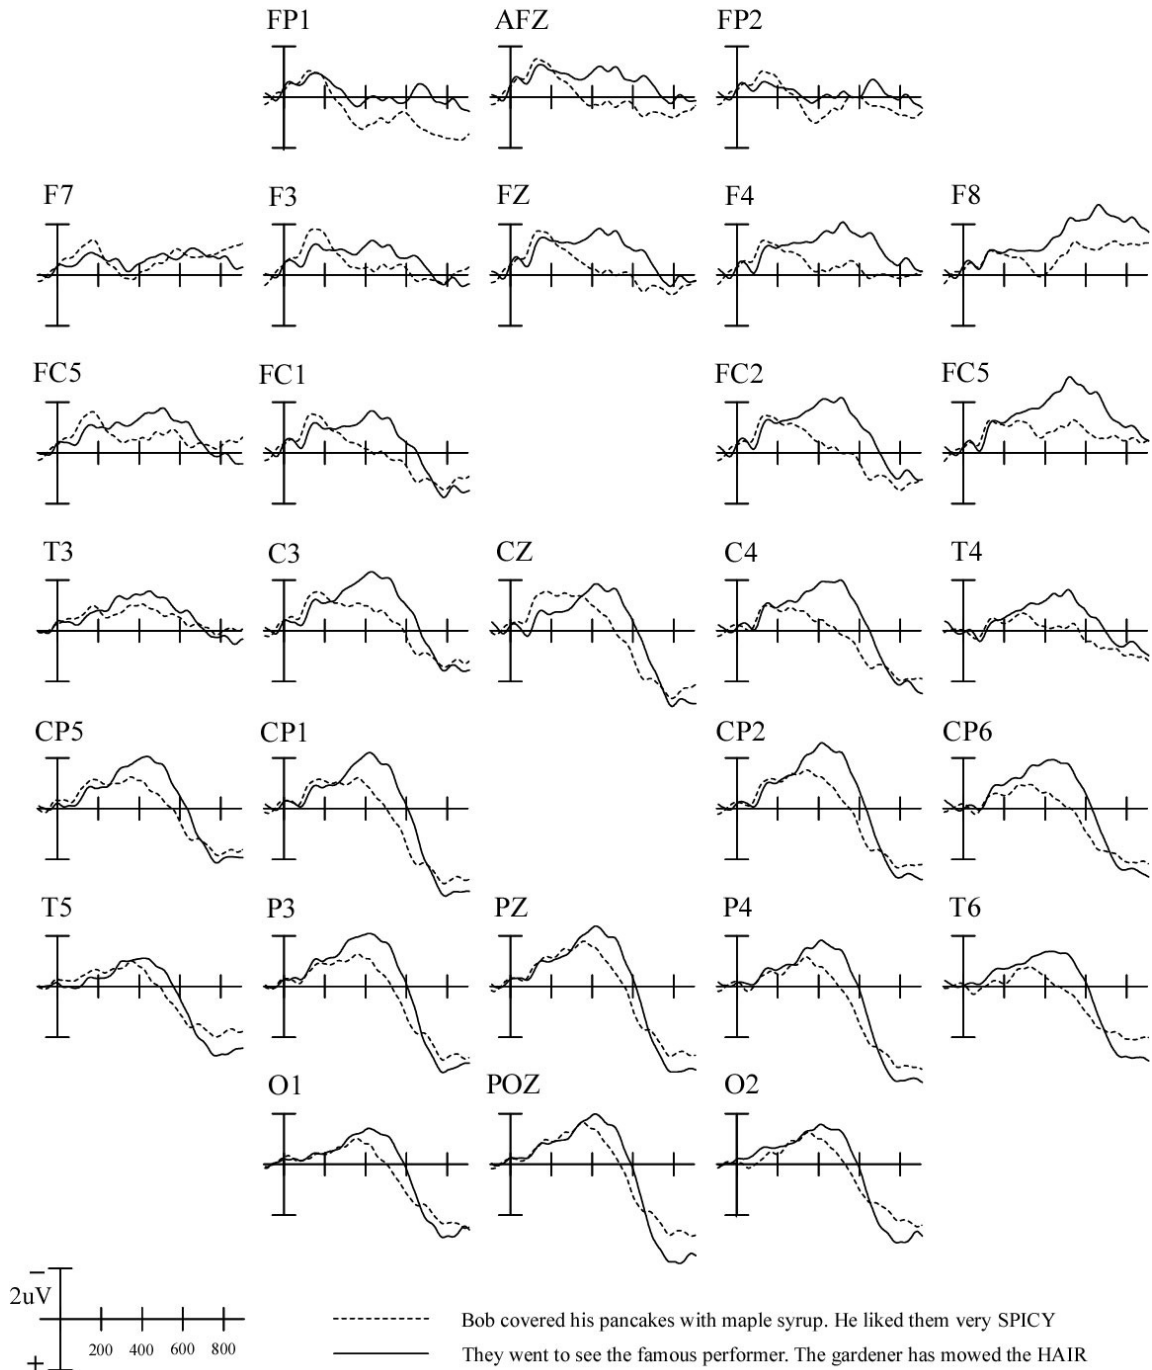 FP1 AFZ FP2
F7 F3 FZ F4 F8
FC5 FC1 FC2 FC5
T3 C3 CZ C4 T4
CP5 CP1 CP2 CP6
T5 P3 PZ P4 T6
O1 POZ O2
−
2uV
200 400 600 800
+
Bob covered his pancakes with maple syrup. He liked them very SPICY
They went to see the famous performer. The gardener has mowed the HAIR